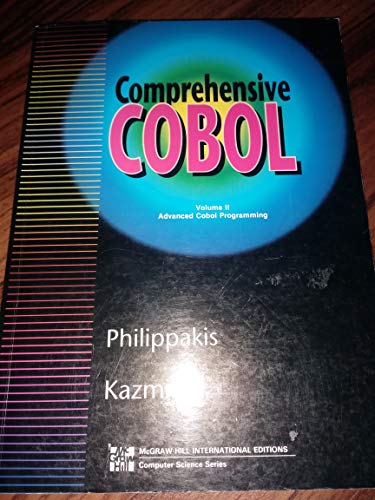 Comprehensive
COBOL
Volume II
Advanced Cobol Programming
Philippakis
McGRAW HILL INTERNATIONAL EDITIONS
Computer Science Series